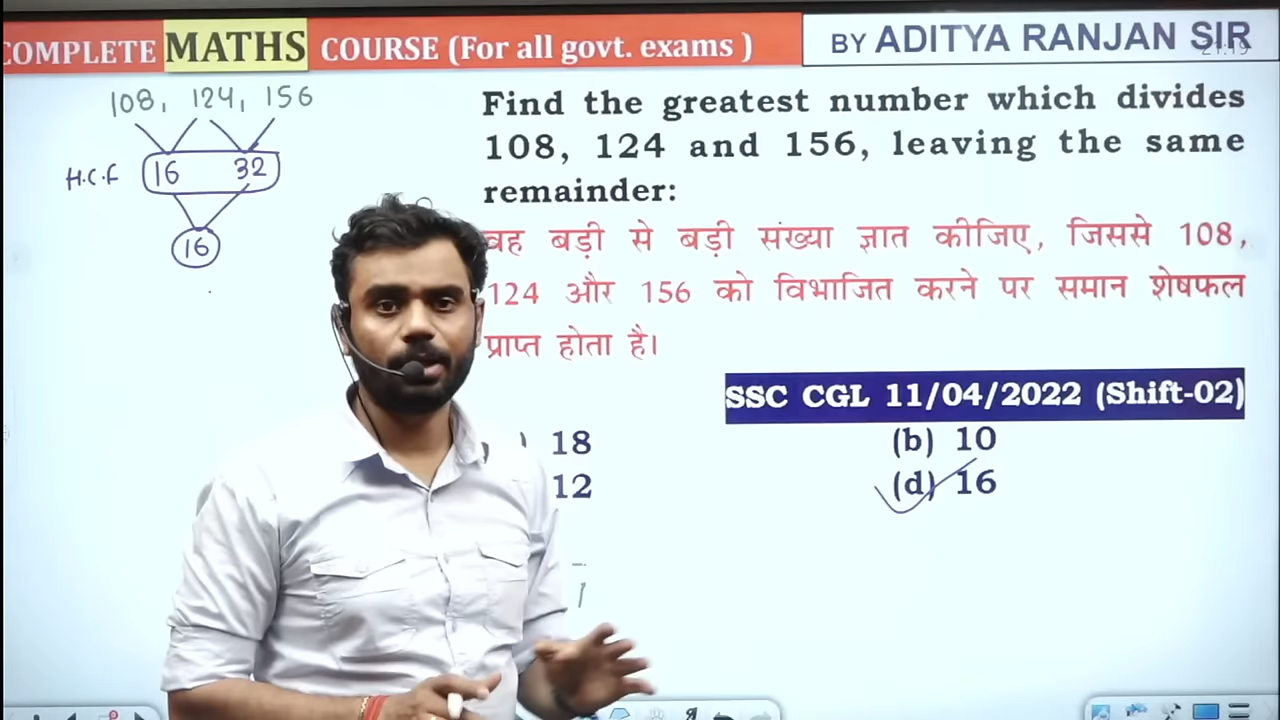 COMPLETE MATHS COURSE (For all govt. exams )
BY ADITYA RANJAN SIR
21:19
108, 124, 156
H.C.F 16 32
16
Find the greatest number which divides
108, 124 and 156, leaving the same
remainder:
वह बड़ी से बड़ी संख्या ज्ञात कीजिए, जिससे 108,
124 और 156 को विभाजित करने पर समान शेषफल
प्राप्त होता है।
SSC CGL 11/04/2022 (Shift-02)
) 18
(b) 10
12
(d) 16